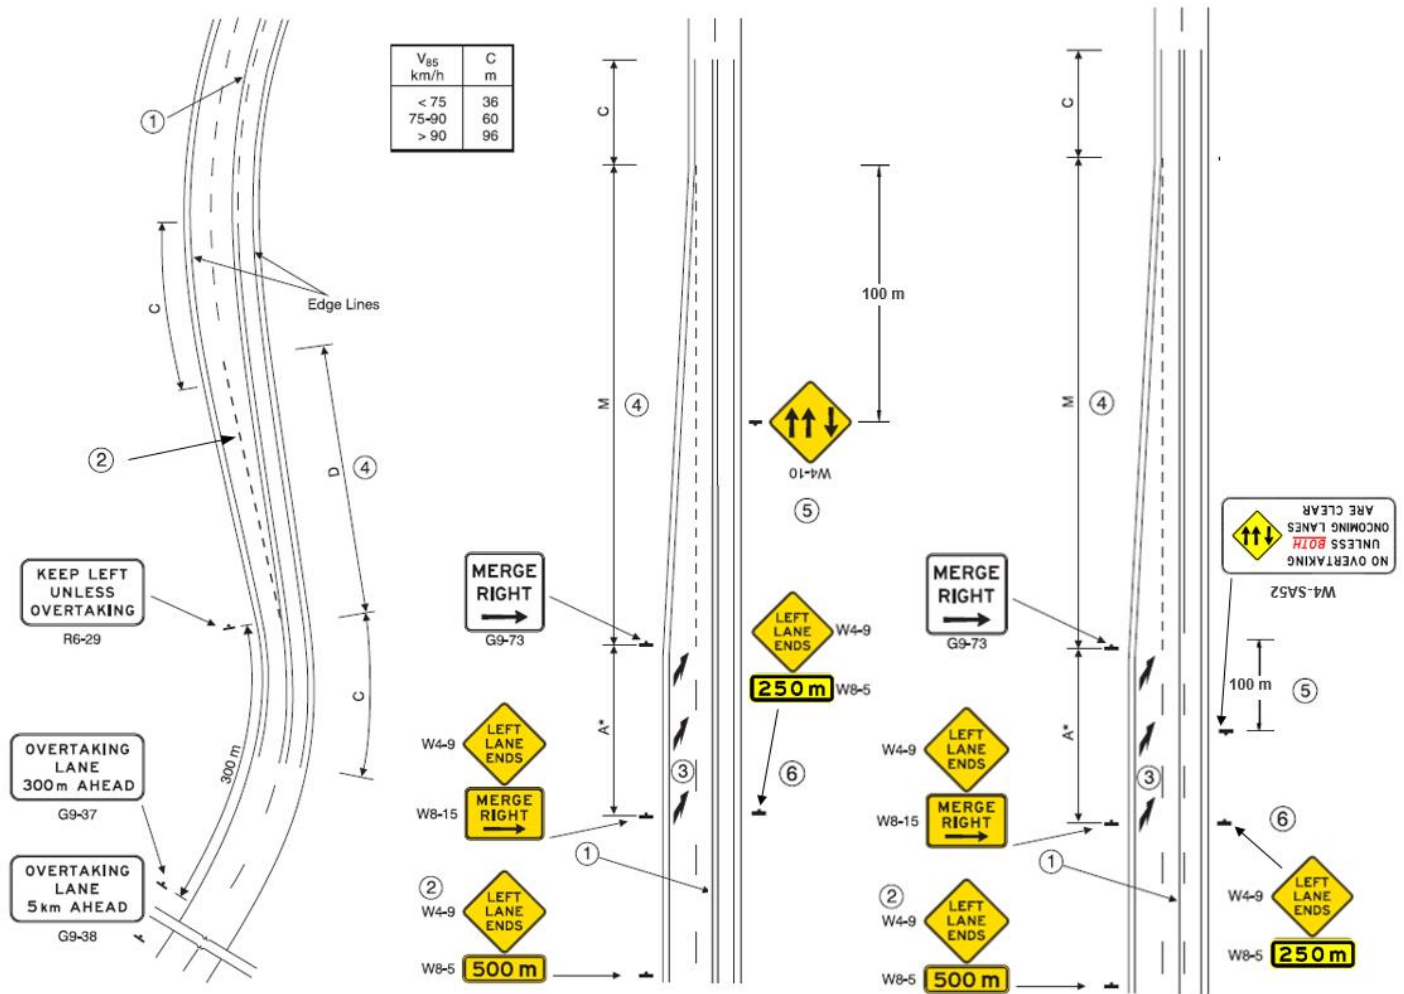 V85
km/h
C
m
< 75
36
75-90
60
> 90
96
1
C
Edge Lines
2
D
4
KEEP LEFT
UNLESS
OVERTAKING
R6-29
C
300 m
OVERTAKING
LANE
300m AHEAD
G9-37
OVERTAKING
LANE
5km AHEAD
G9-38
C
M
4
100 m
W4-10
5
MERGE
RIGHT
G9-73
LEFT
LANE
ENDS
W4-9
250 m
W8-5
A*
W4-9
LEFT
LANE
ENDS
3
6
W8-15
MERGE
RIGHT
1
2
W4-9
LEFT
LANE
ENDS
W8-5
500 m
C
M
4
NO OVERTAKING
UNLESS BOTH
ONCOMING LANES
ARE CLEAR
W4-SA52
MERGE
RIGHT
G9-73
100 m
5
A*
W4-9
LEFT
LANE
ENDS
3
6
W8-15
MERGE
RIGHT
1
2
W4-9
LEFT
LANE
ENDS
W8-5
500 m
W4-9
LEFT
LANE
ENDS
W8-5
250 m